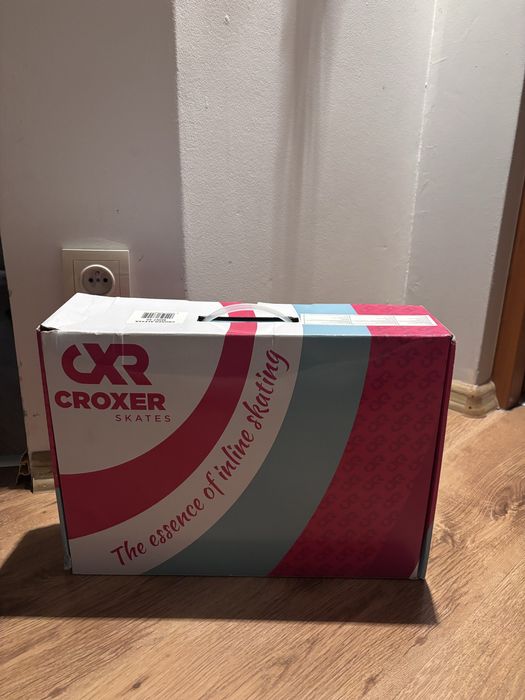 CXR
CROXER
SKATES
The essence of inline skating